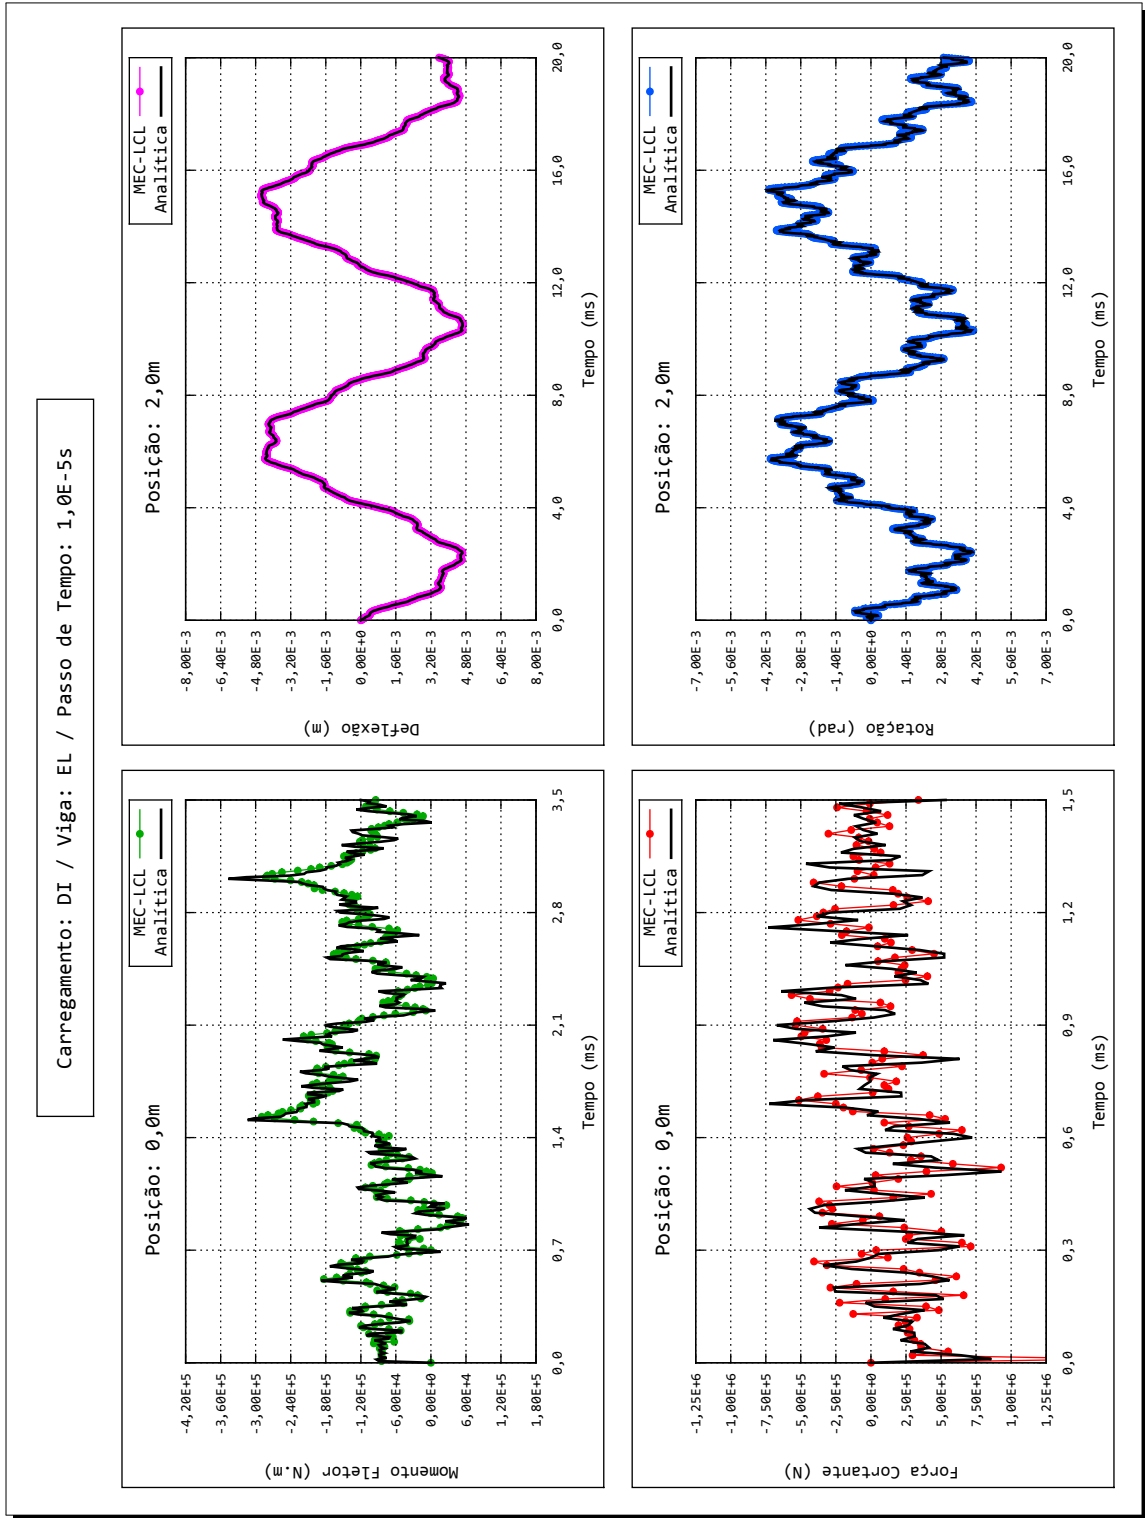 Carregamento: DI / Viga: EL / Passo de Tempo: 1,0E-5s
Posição: 0,0m
MEC-LCL
Analítica
Momento Fletor (N.m)
-4,20E+5
-3,60E+5
-3,00E+5
-2,40E+5
-1,80E+5
-1,20E+5
-6,00E+4
0,00E+0
6,00E+4
1,20E+5
1,80E+5
0,0 0,7 1,4 2,1 2,8 3,5
Tempo (ms)
Posição: 2,0m
MEC-LCL
Analítica
Deflexão (m)
-8,00E-3
-6,40E-3
-4,80E-3
-3,20E-3
-1,60E-3
0,00E+0
1,60E-3
3,20E-3
4,80E-3
6,40E-3
8,00E-3
0,0 4,0 8,0 12,0 16,0 20,0
Tempo (ms)
Posição: 0,0m
MEC-LCL
Analítica
Força Cortante (N)
-1,25E+6
-1,00E+6
-7,50E+5
-5,00E+5
-2,50E+5
0,00E+0
2,50E+5
5,00E+5
7,50E+5
1,00E+6
1,25E+6
0,0 0,3 0,6 0,9 1,2 1,5
Tempo (ms)
Posição: 2,0m
MEC-LCL
Analítica
Rotação (rad)
-7,00E-3
-5,60E-3
-4,20E-3
-2,80E-3
-1,40E-3
0,00E+0
1,40E-3
2,80E-3
4,20E-3
5,60E-3
7,00E-3
0,0 4,0 8,0 12,0 16,0 20,0
Tempo (ms)